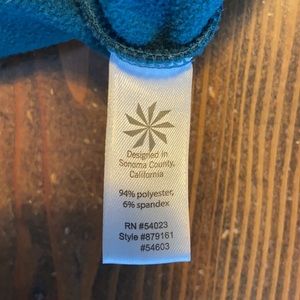 Designed in
Sonoma County,
California
94% polyester,
6% spandex
RN #54023
Style #879161
#54603